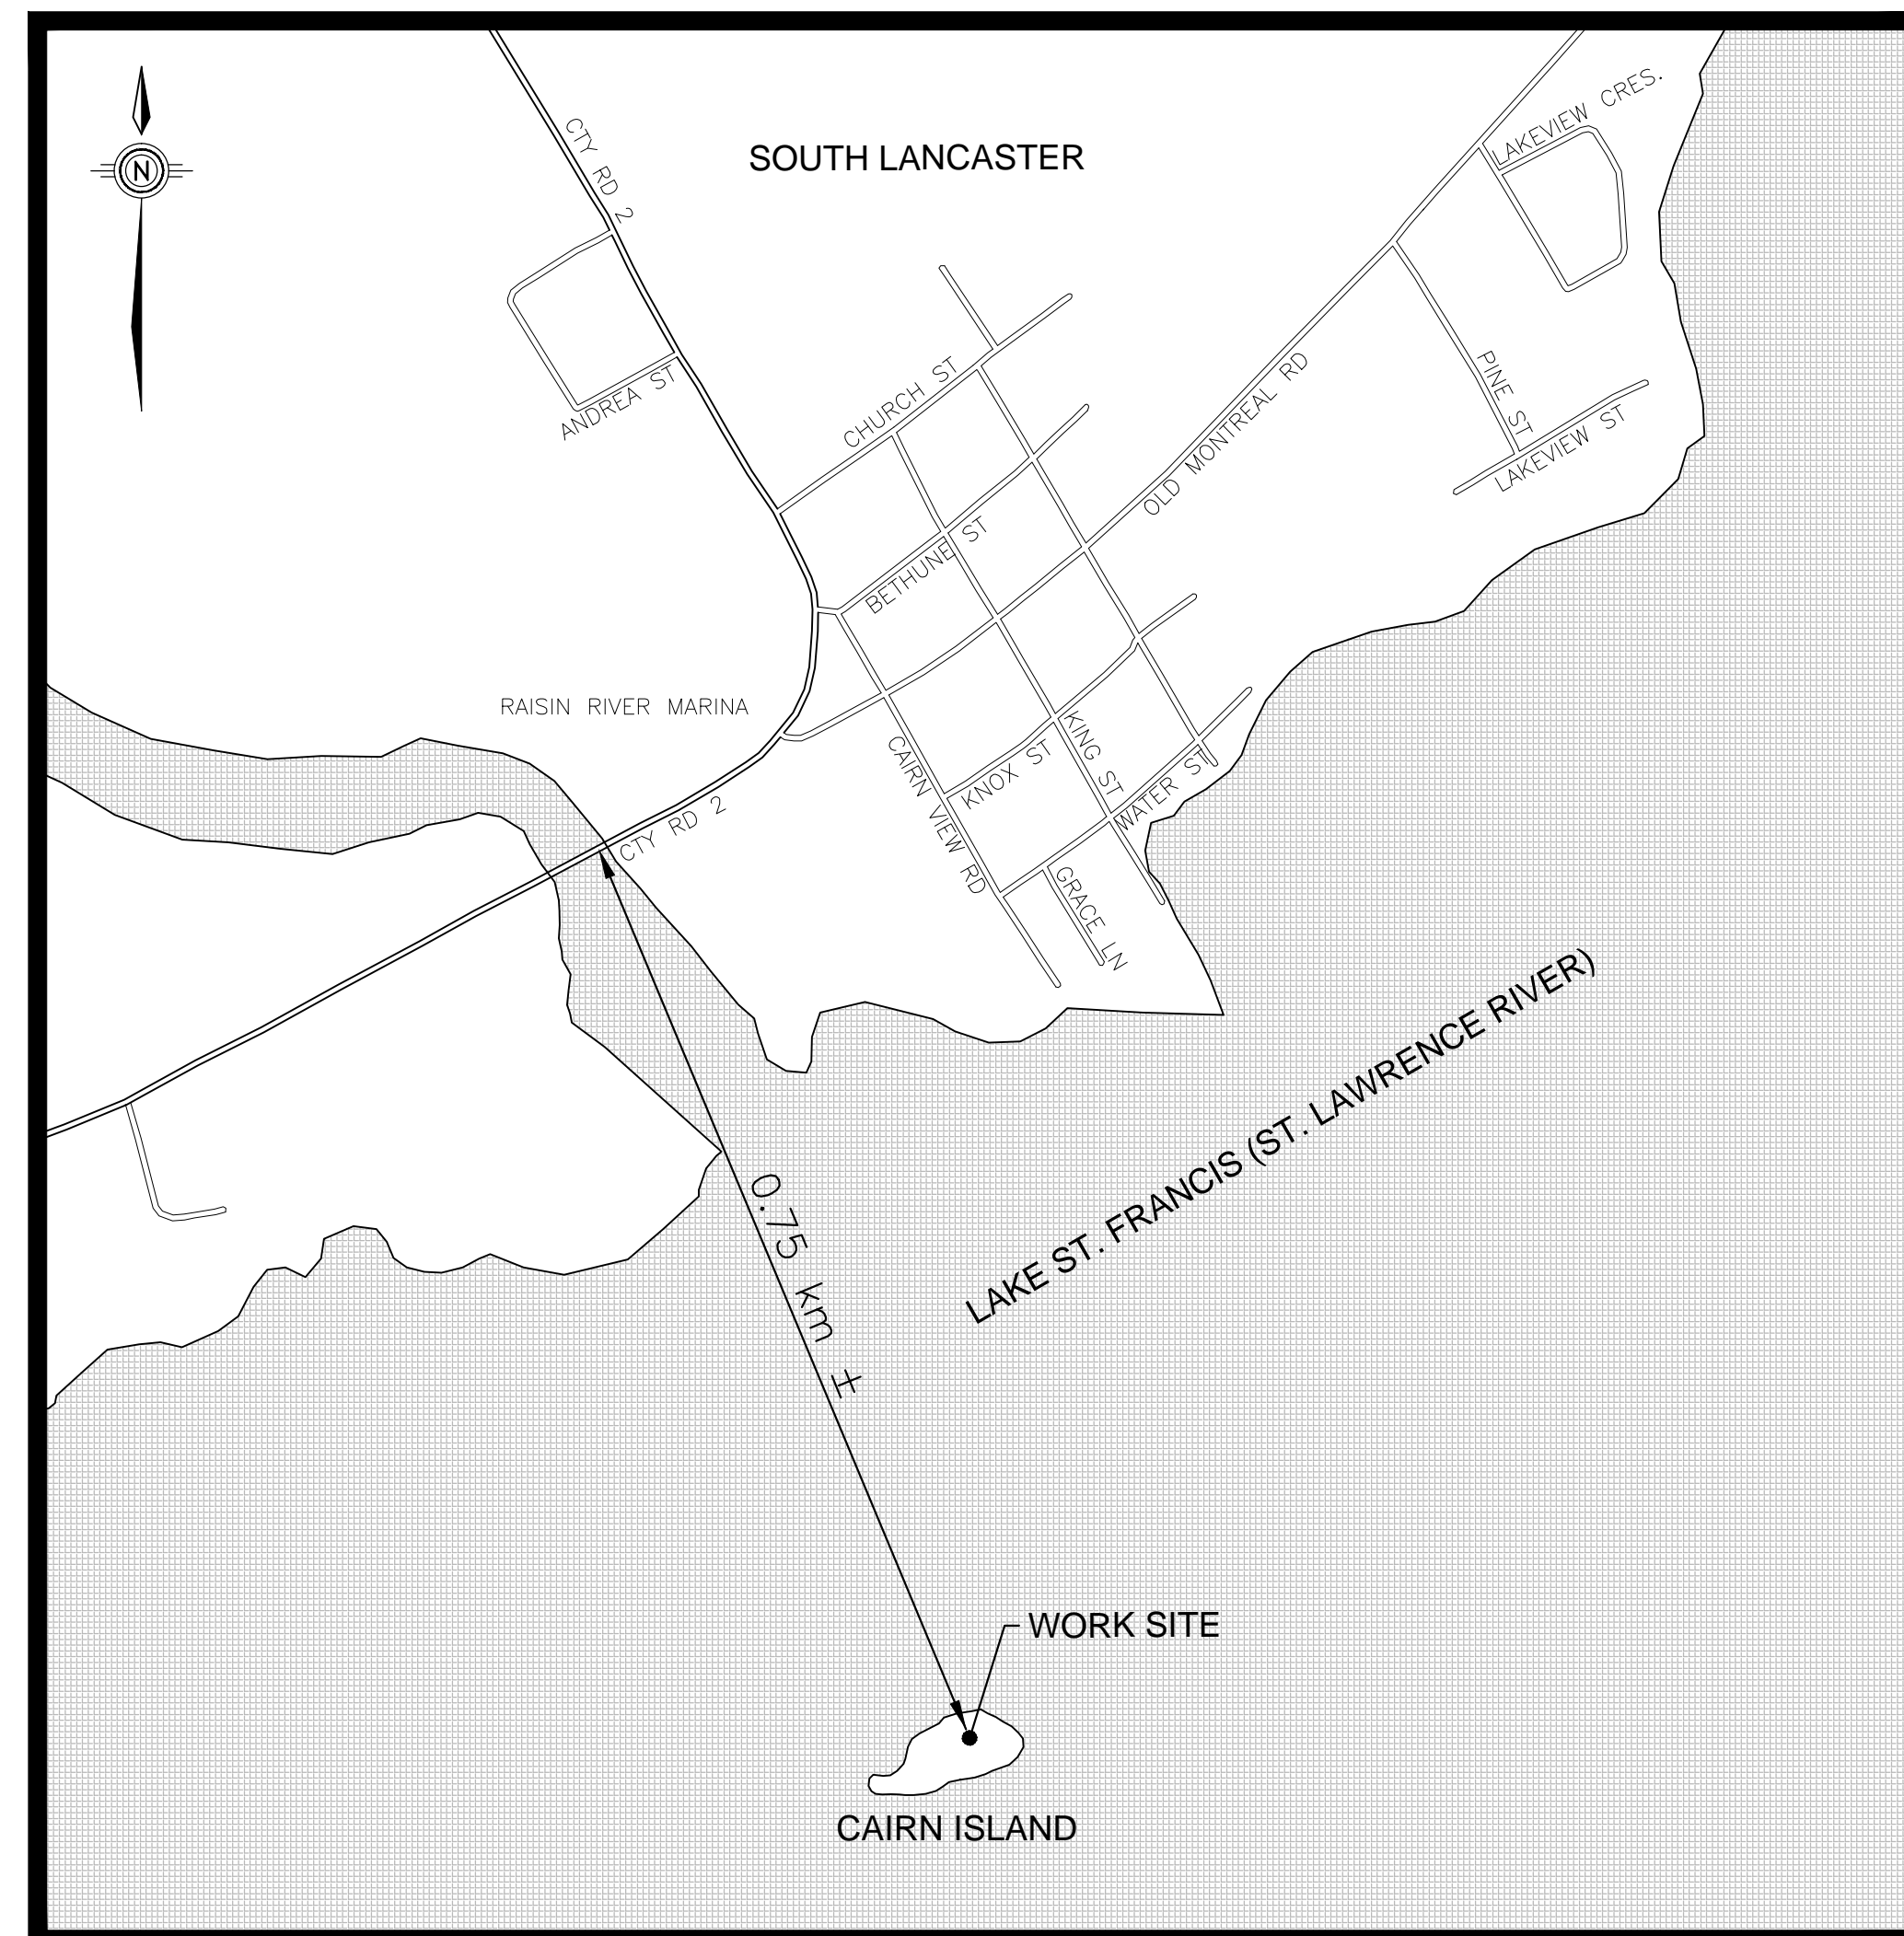 LAKEVIEW CRES.
N
CTY RD 2
SOUTH LANCASTER
ANDREA ST
CHURCH ST
OLD MONTREAL RD
PINE ST
LAKEVIEW ST
BETHUNE ST
RAISIN RIVER MARINA
CAIRN VIEW RD
KNOX ST
KING ST
WATER ST
CTY RD 2
GRACE LN
LAKE ST. FRANCIS (ST. LAWRENCE RIVER)
0.75 km ±
WORK SITE
CAIRN ISLAND